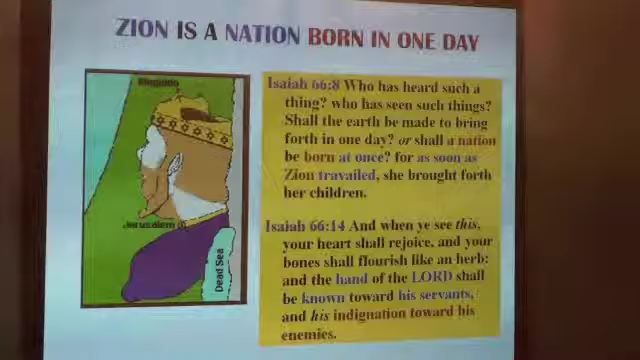 ZION IS A NATION BORN IN ONE DAY
Megiddo
Jerusalem
Dead Sea
Isaiah 66:8 Who has heard such a
thing? who has seen such things?
Shall the earth be made to bring
forth in one day? or shall a nation
be born at once? for as soon as
Zion travailed, she brought forth
her children.
Isaiah 66:14 And when ye see this,
your heart shall rejoice, and your
bones shall flourish like an herb:
and the hand of the LORD shall
be known toward his servants,
and his indignation toward his
enemies.